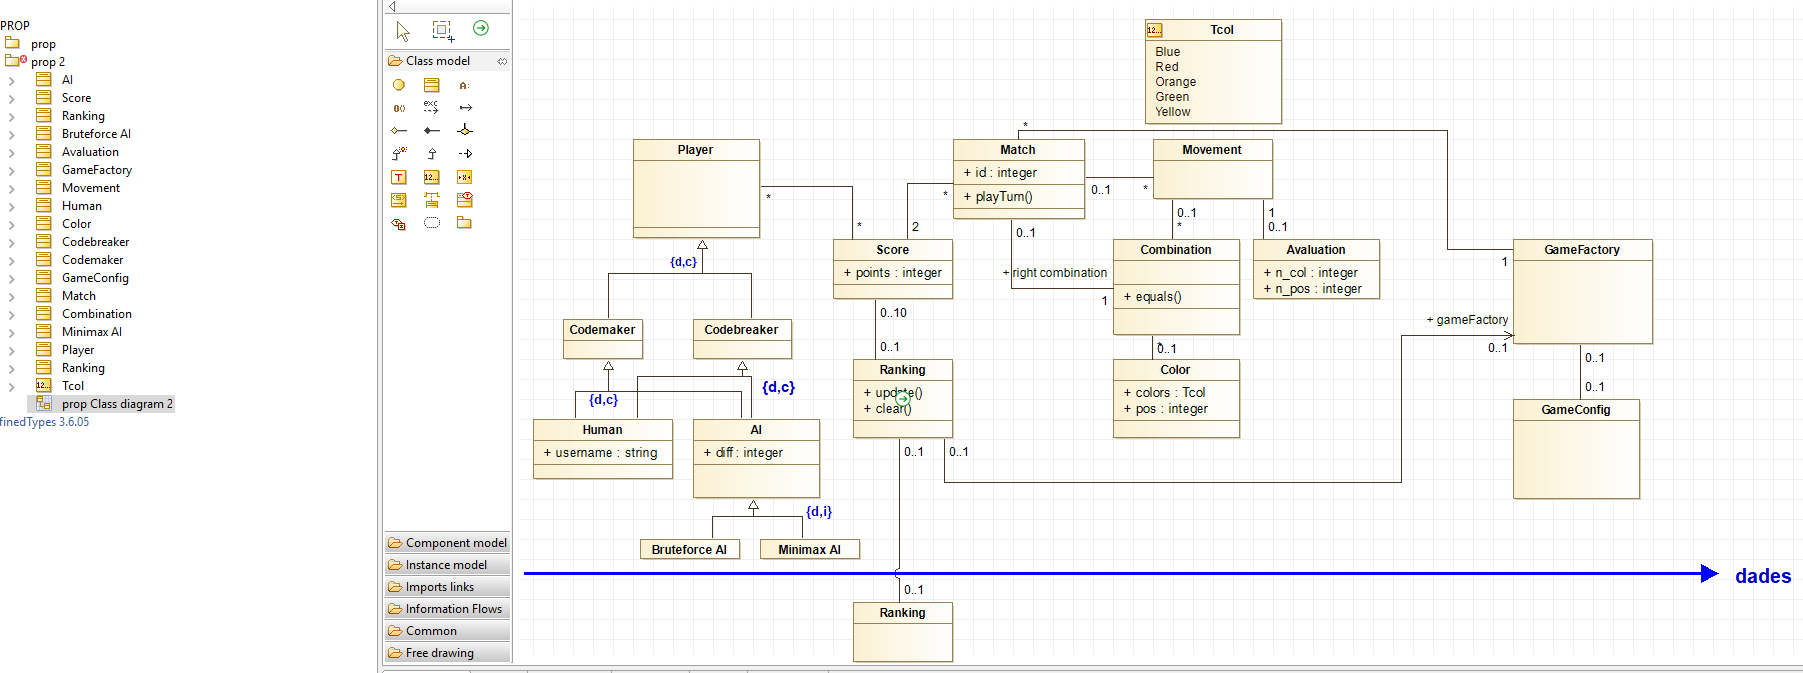 PROP
prop
prop 2
AI
Score
Ranking
Bruteforce AI
Avaluation
GameFactory
Movement
Human
Color
Codebreaker
Codemaker
GameConfig
Match
Combination
Minimax AI
Player
Ranking
Tcol
prop Class diagram 2
finedTypes 3.6.05
Class model
Component model
Instance model
Imports links
Information Flows
Common
Free drawing
Tcol
Blue
Red
Orange
Green
Yellow
Player
*
*
{d,c}
Codemaker
Codebreaker
{d,c}
{d,c}
Human
+ username : string
AI
+ diff : integer
{d,i}
Bruteforce AI
Minimax AI
*
Match
+ id : integer
+ playTurn()
*
2
0..1
*
0..1
+ right combination
1
Movement
0..1
*
1
0..1
Score
+ points : integer
0..10
0..1
Combination
+ equals()
*
0..1
Avaluation
+ n_col : integer
+ n_pos : integer
Ranking
+ update()
+ clear()
0..1
0..1
Color
+ colors : Tcol
+ pos : integer
GameFactory
1
+ gameFactory
0..1
0..1
0..1
GameConfig
dades
0..1
Ranking